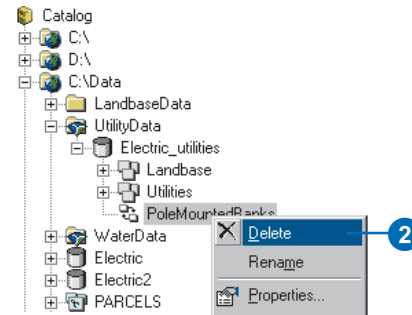 Catalog
C:\
D:\
C:\Data
LandbaseData
UtilityData
Electric_utilities
Landbase
Utilities
PoleMountedBanks
WaterData
Delete
2
Electric
Rename
Electric2
PARCELS
Properties...